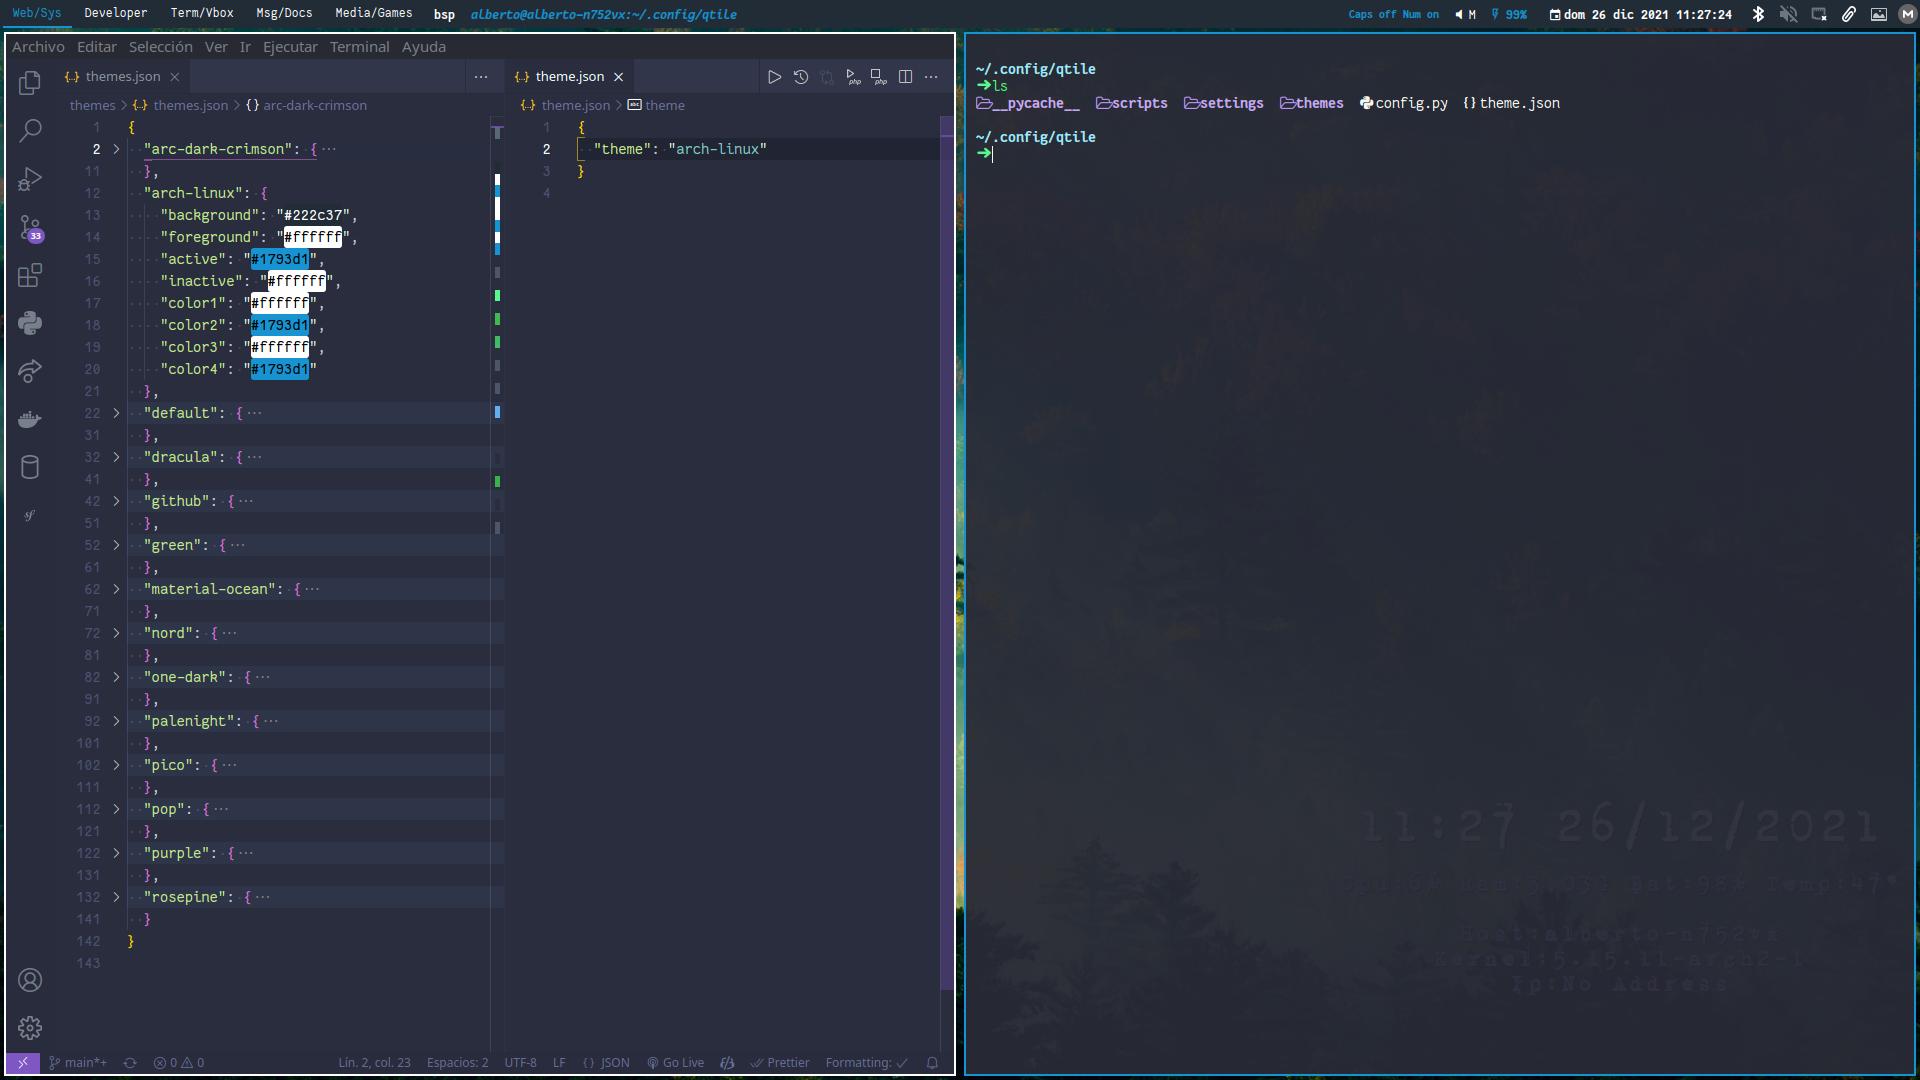 Web/Sys Developer Term/Vbox Msg/Docs Media/Games bsp alberto@alberto-n752vx:~/.config/qtile Caps off Num on M 99% dom 26 dic 2021 11:27:24 M
Archivo Editar Selección Ver Ir Ejecutar Terminal Ayuda
themes.json
themes > themes.json > {} arc-dark-crimson
1 {
2 "arc-dark-crimson": { ...
11 },
12 "arch-linux": {
13 "background": "#222c37",
14 "foreground": "#ffffff",
15 "active": "#1793d1",
16 "inactive": "#ffffff",
17 "color1": "#ffffff",
18 "color2": "#1793d1",
19 "color3": "#ffffff",
20 "color4": "#1793d1"
21 },
22 "default": { ...
31 },
32 "dracula": { ...
41 },
42 "github": { ...
51 },
52 "green": { ...
61 },
62 "material-ocean": { ...
71 },
72 "nord": { ...
81 },
82 "one-dark": { ...
91 },
92 "palenight": { ...
101 },
102 "pico": { ...
111 },
112 "pop": { ...
121 },
122 "purple": { ...
131 },
132 "rosepine": { ...
141 }
142 }
143
33
theme.json
theme.json > theme
1 {
2 "theme": "arch-linux"
3 }
4
main*+ 0 0 Lín. 2, col. 23 Espacios: 2 UTF-8 LF {} JSON Go Live Prettier Formatting: ✓
~/.config/qtile
➜ls
__pycache__ scripts settings themes config.py {} theme.json
~/.config/qtile
➜
11:27 26/12/2021
Host:alberto-n752vx
Kernel:5.15.11-arch2-1
Ip:No Address